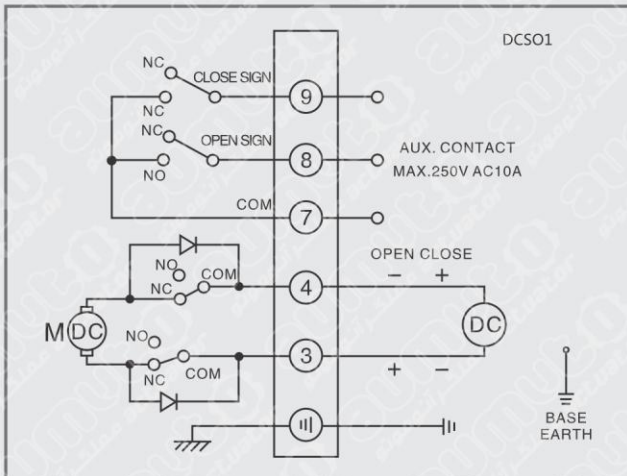 DCSO1
NC
CLOSE SIGN
9
NC
NC
OPEN SIGN
8
AUX. CONTACT
NO
MAX.250V AC10A
COM
7
OPEN CLOSE
NO
COM
4
− +
NC
M DC
DC
NO
3
NC
COM
+ −
BASE
EARTH